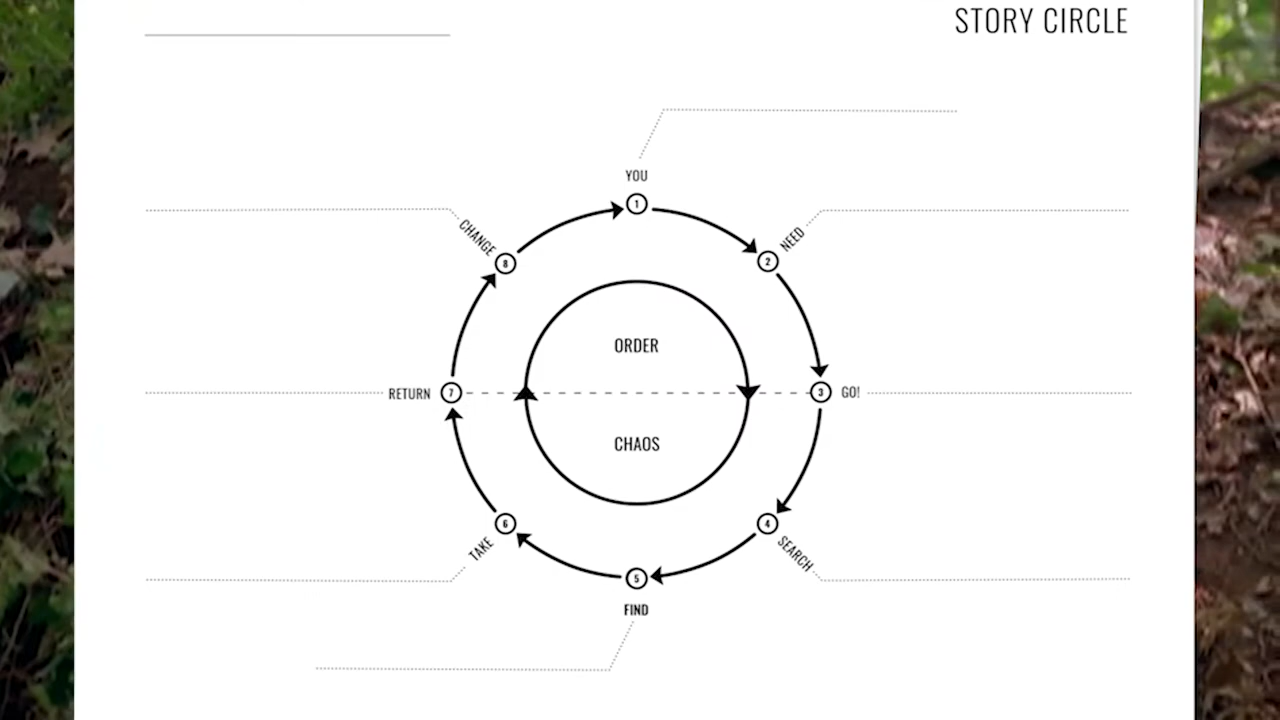 STORY CIRCLE
YOU
1
CHANGE
8
NEED
2
ORDER
RETURN
7
3
GO!
CHAOS
6
TAKE
4
SEARCH
5
FIND